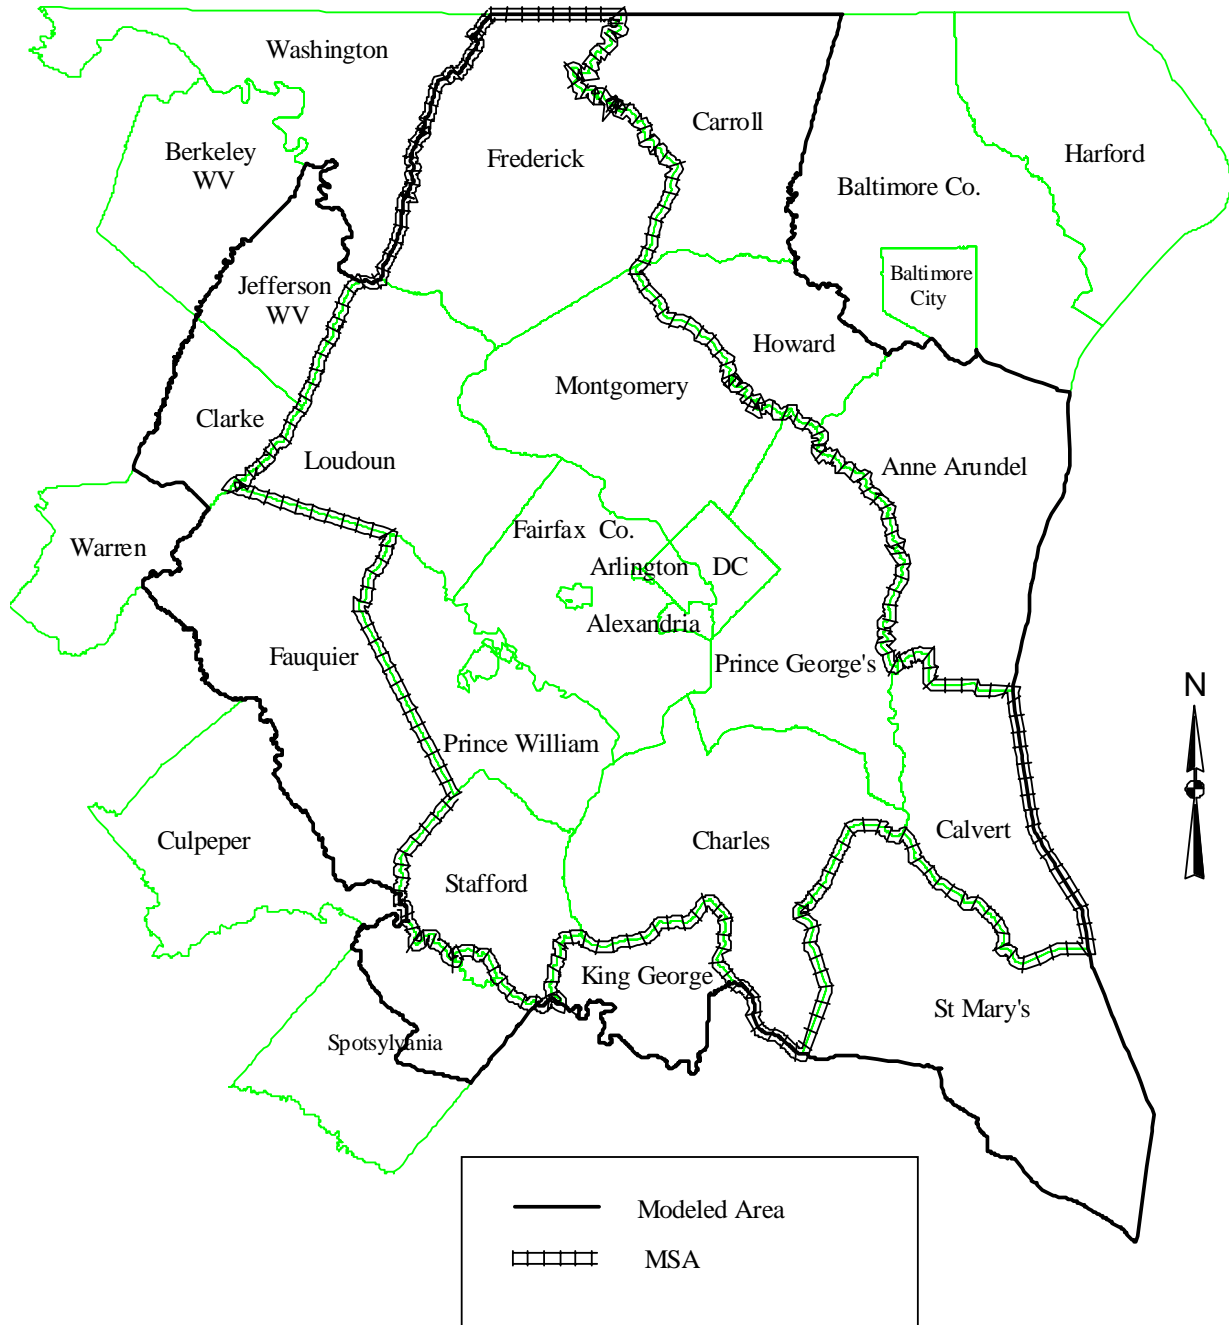 Washington
Carroll
Berkeley
WV
Frederick
Harford
Baltimore Co.
Baltimore
City
Jefferson
WV
Howard
Montgomery
Clarke
Loudoun
Anne Arundel
Fairfax Co.
Warren
Arlington
DC
Alexandria
Fauquier
Prince George's
N
Prince William
Culpeper
Charles
Calvert
Stafford
King George
St Mary's
Spotsylvania
Modeled Area
MSA